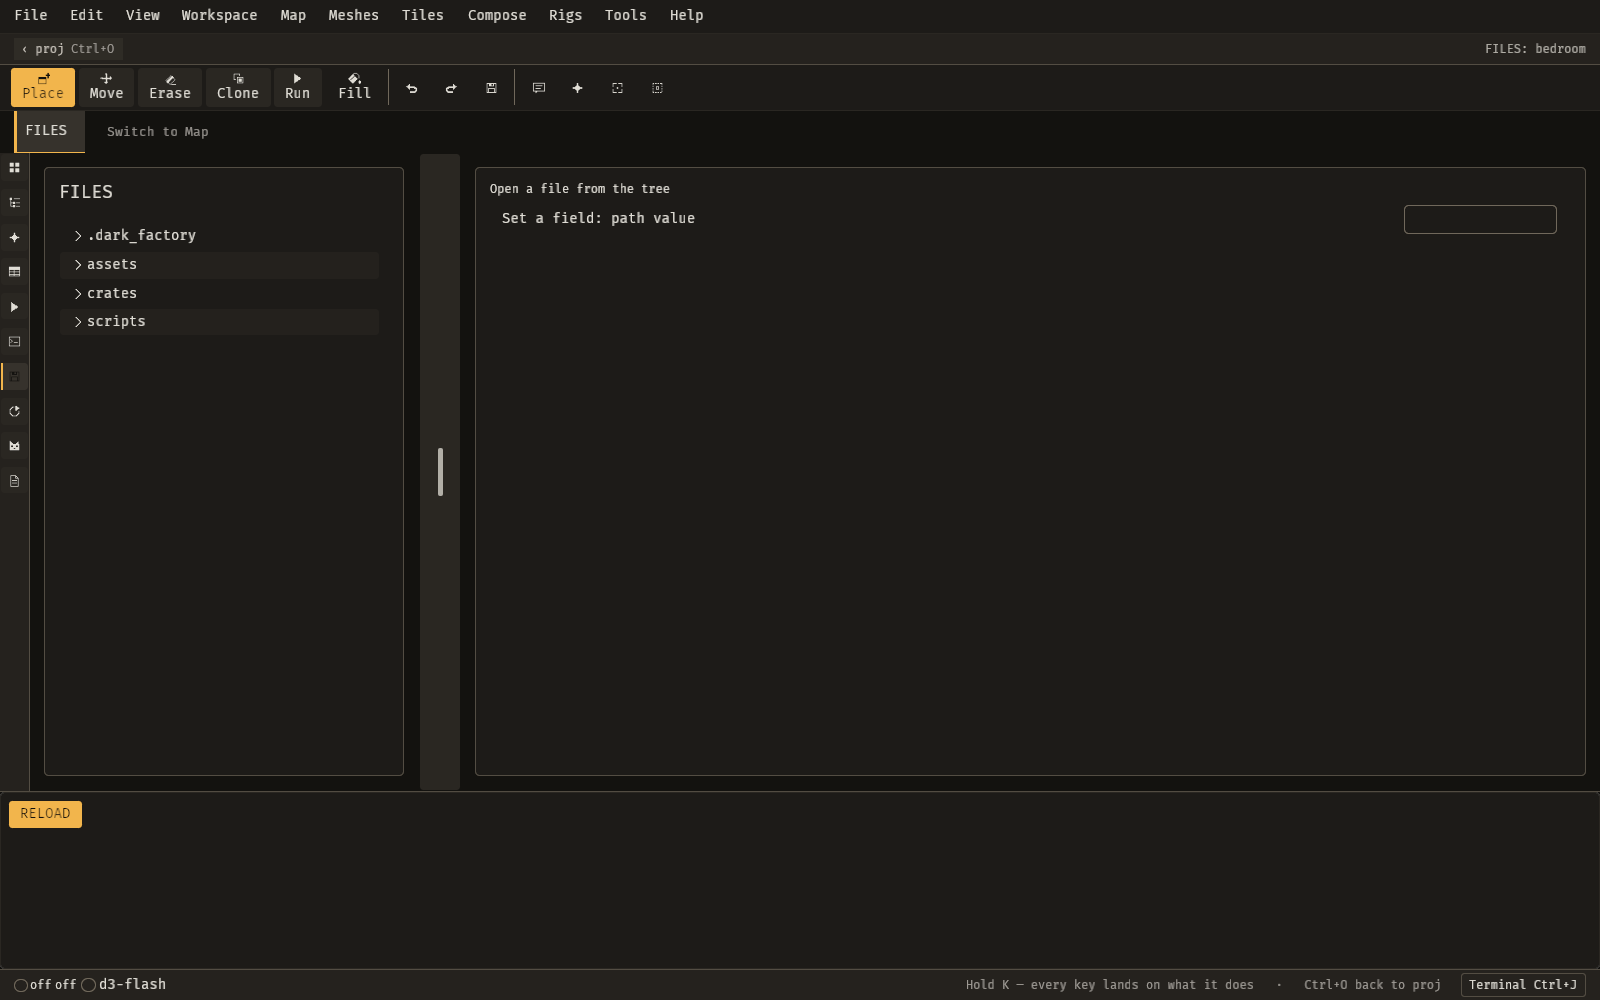 File Edit View Workspace Map Meshes Tiles Compose Rigs Tools Help
‹ proj Ctrl+O
FILES: bedroom
Place Move Erase Clone Run Fill
FILES
Switch to Map
FILES
.dark_factory
assets
crates
scripts
Open a file from the tree
Set a field: path value
RELOAD
off off d3-flash
Hold K — every key lands on what it does · Ctrl+O back to proj
Terminal Ctrl+J